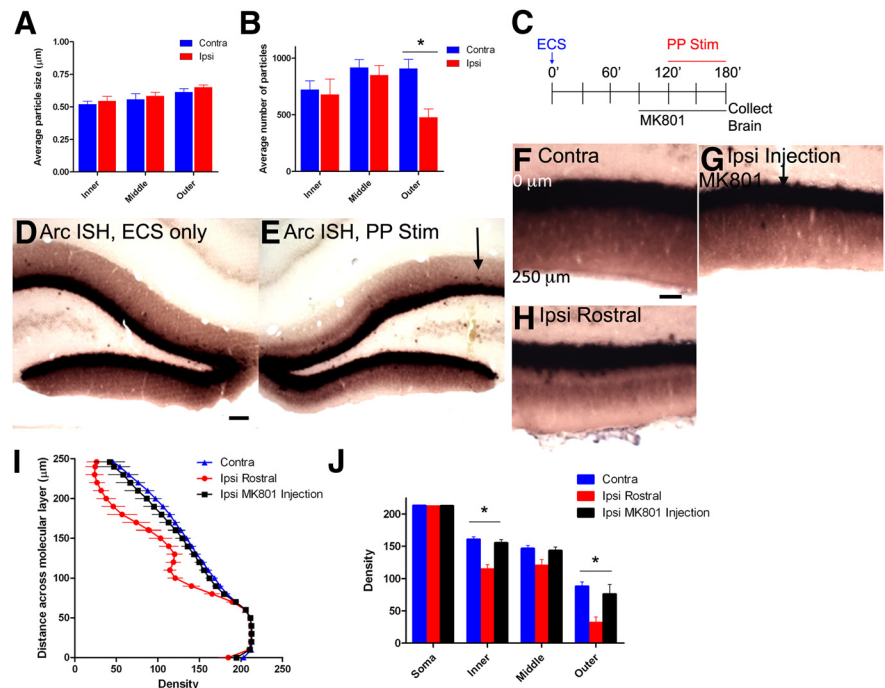 A
Average particle size (μm)
1.00
0.75
0.50
0.25
0.00
Contra
Ipsi
Inner
Middle
Outer
B
Average number of particles
1000
500
0
*
Contra
Ipsi
Inner
Middle
Outer
C
ECS
PP Stim
0'
60'
120'
180'
MK801
Collect
Brain
D Arc ISH, ECS only
E Arc ISH, PP Stim
F Contra
0 μm
250 μm
G Ipsi Injection
MK801
H Ipsi Rostral
I
Distance across molecular layer (μm)
250
200
150
100
50
0
0
50
100
150
200
250
Density
Contra
Ipsi Rostral
Ipsi MK801 Injection
J
Contra
Ipsi Rostral
Ipsi MK801 Injection
Density
200
150
100
50
0
*
*
Soma
Inner
Middle
Outer